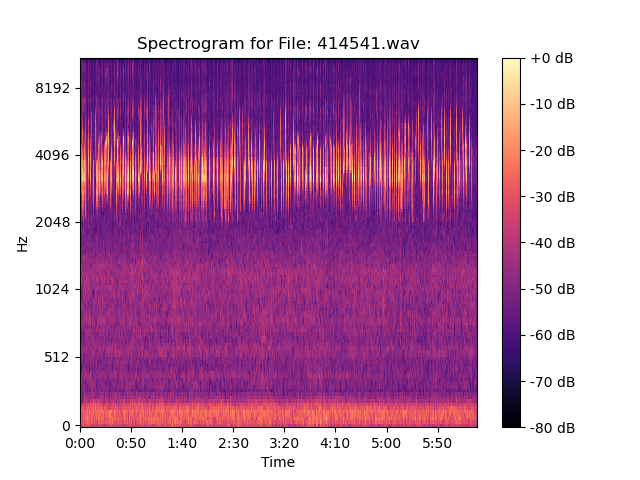 Spectrogram for File: 414541.wav
Hz
8192
4096
2048
1024
512
0
0:00 0:50 1:40 2:30 3:20 4:10 5:00 5:50
Time
+0 dB
-10 dB
-20 dB
-30 dB
-40 dB
-50 dB
-60 dB
-70 dB
-80 dB